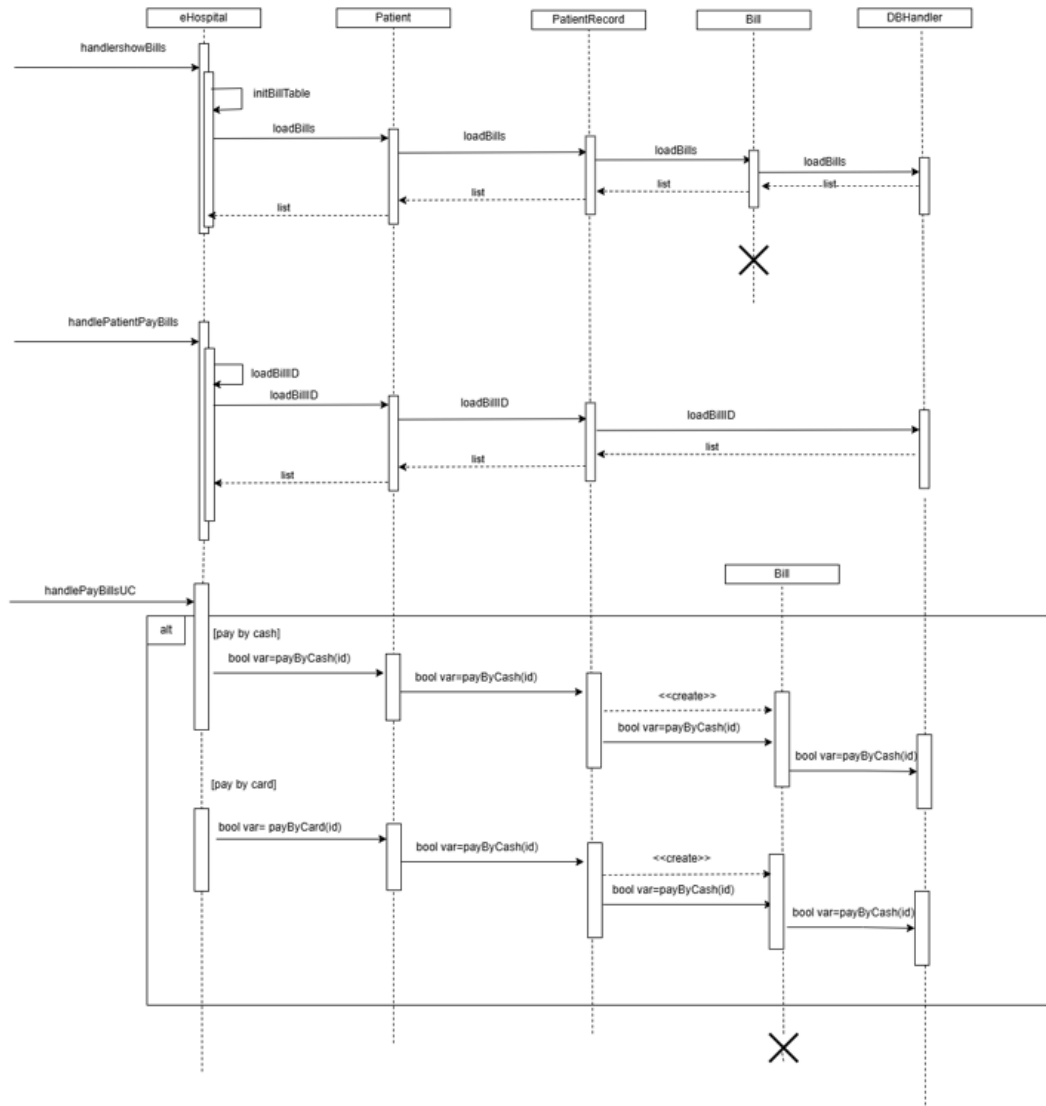 eHospital
Patient
PatientRecord
Bill
DBHandler
handlershowBills
initBillTable
loadBills
loadBills
loadBills
loadBills
list
list
list
list
handlePatientPayBills
loadBillID
loadBillID
loadBillID
loadBillID
list
list
list
Bill
handlePayBillsUC
alt
[pay by cash]
bool var=payByCash(id)
bool var=payByCash(id)
<<create>>
bool var=payByCash(id)
bool var=payByCash(id)
[pay by card]
bool var= payByCard(id)
bool var=payByCash(id)
<<create>>
bool var=payByCash(id)
bool var=payByCash(id)